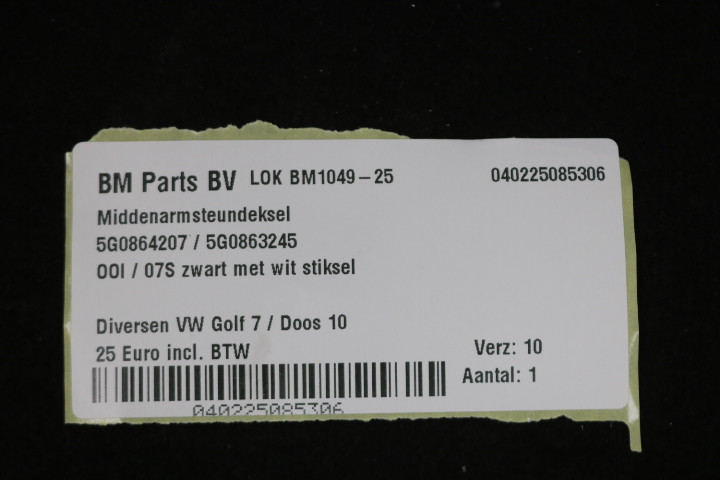 BM Parts BV LOK BM1049-25 040225085306
Middenarmsteundeksel
5G0864207 / 5G0863245
OOI / 07S zwart met wit stiksel
Diversen VW Golf 7 / Doos 10
25 Euro incl. BTW Verz: 10
Aantal: 1
040225085306